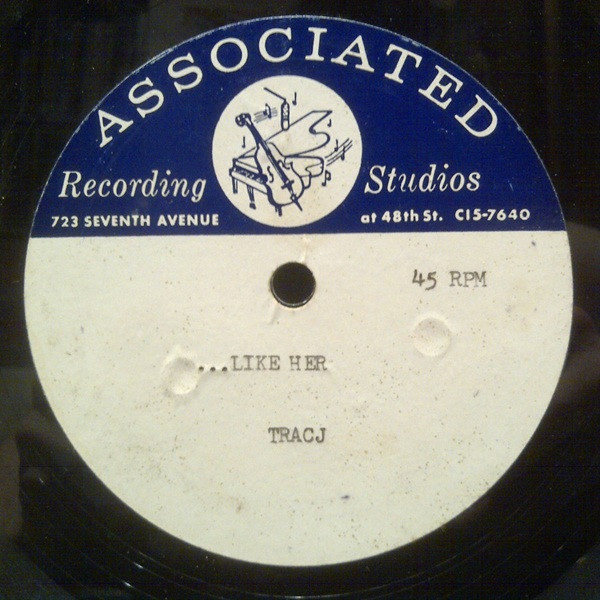 ASSOCIATED
Recording Studios
723 SEVENTH AVENUE at 48th St. CI5-7640
45 RPM
...LIKE HER
TRACJ